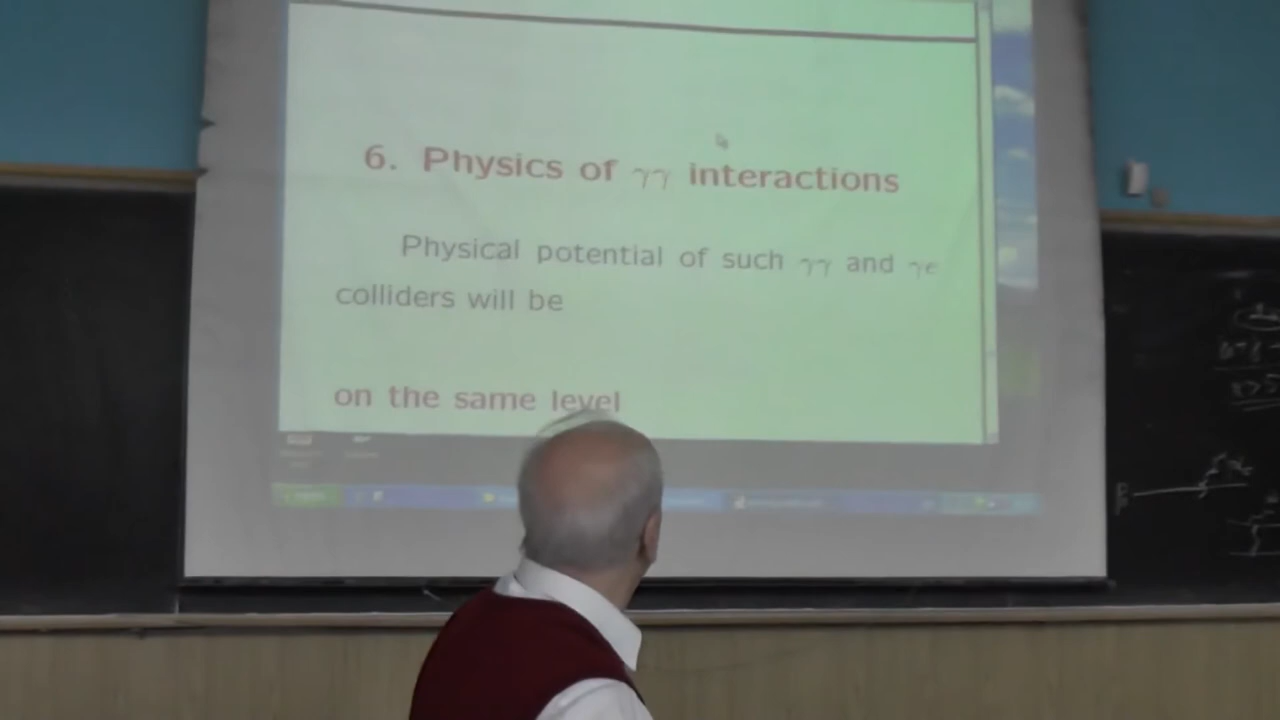 6. Physics of γγ interactions
Physical potential of such γγ and γe
colliders will be
on the same level